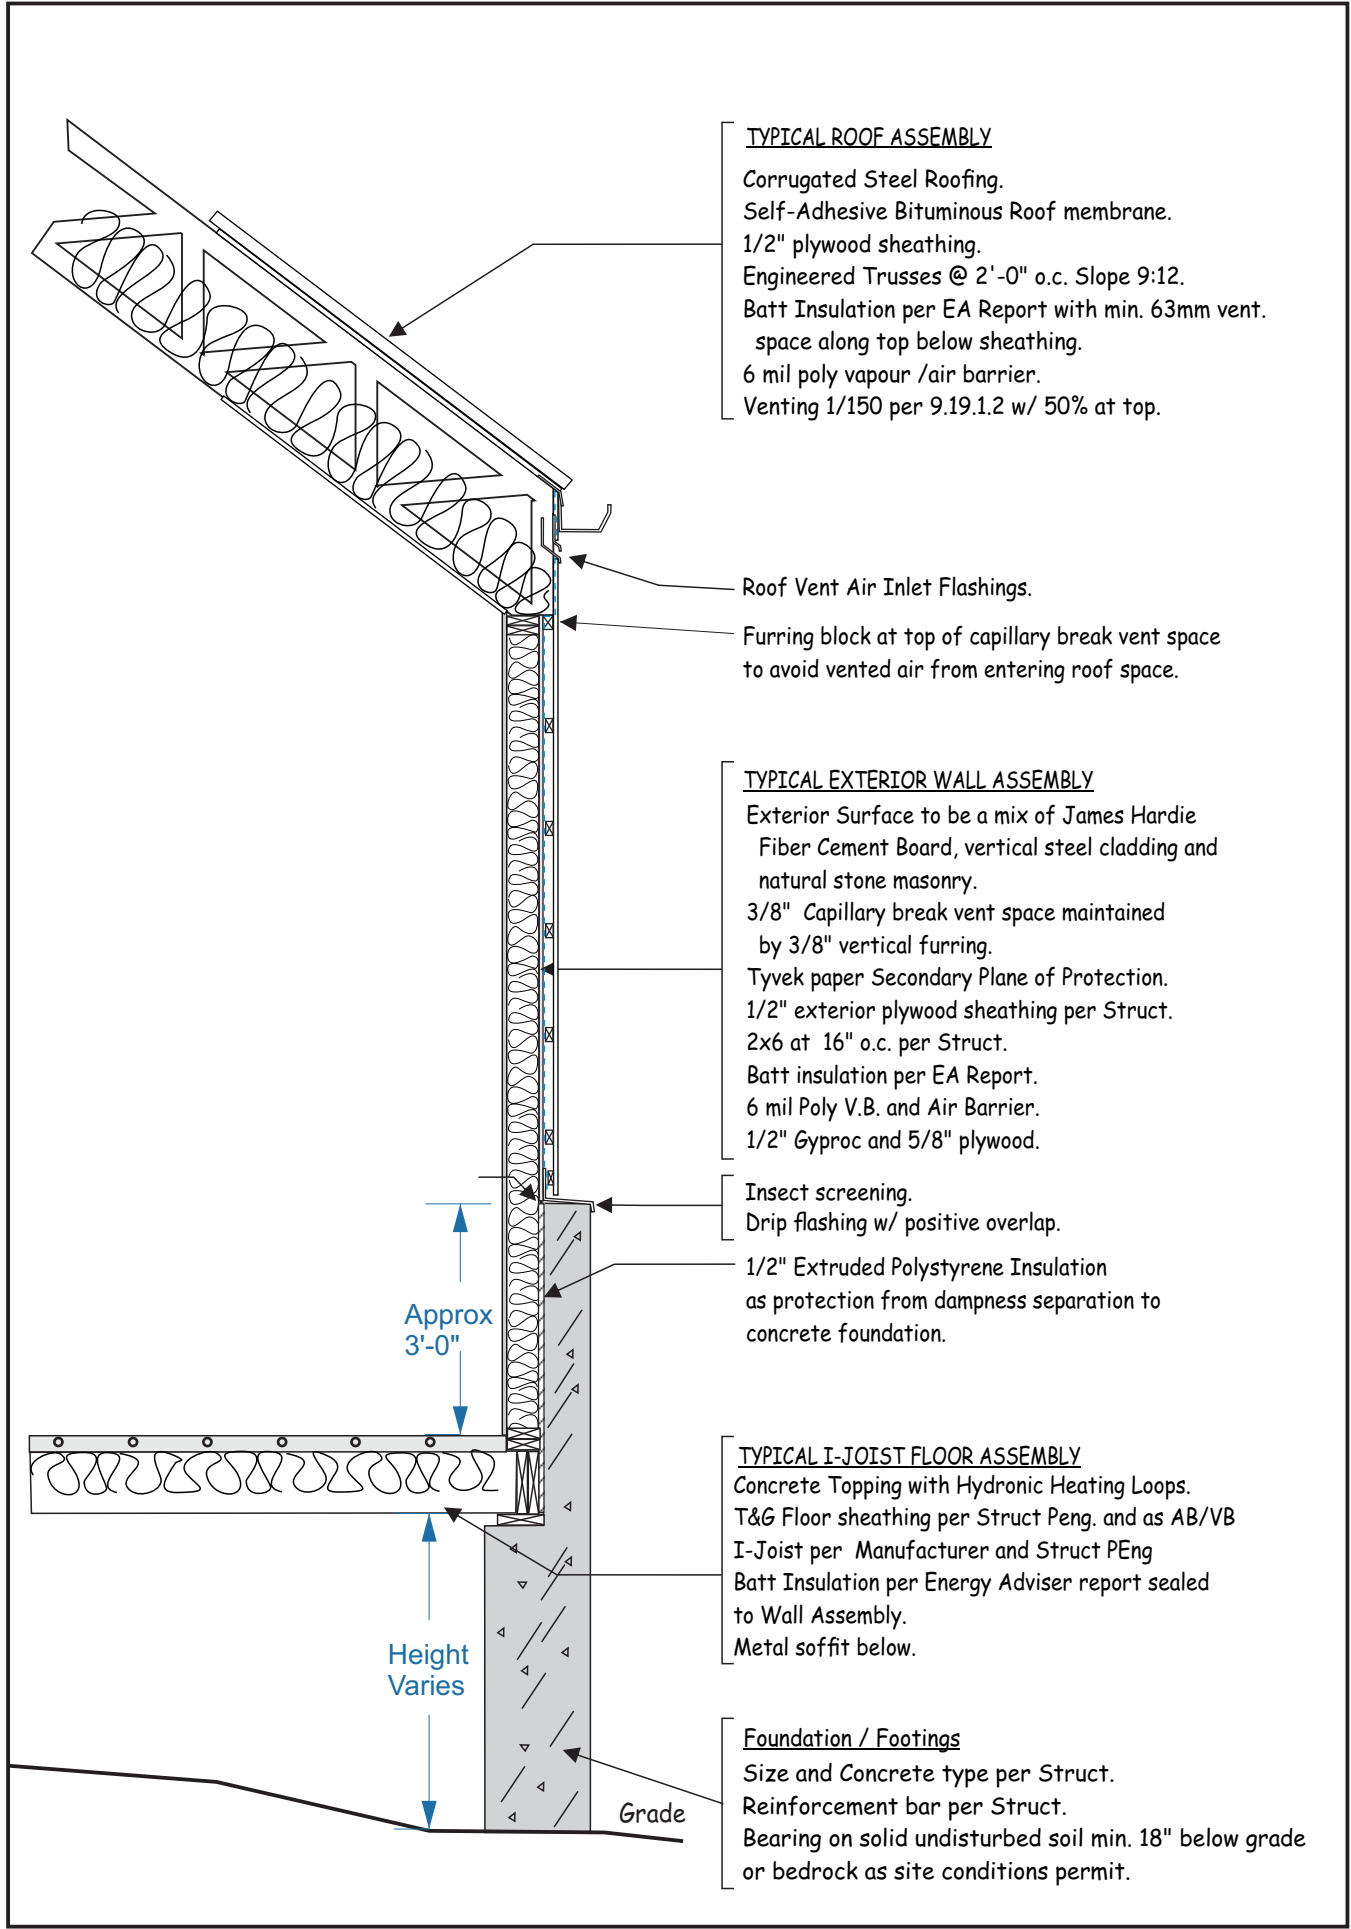 TYPICAL ROOF ASSEMBLY
Corrugated Steel Roofing.
Self-Adhesive Bituminous Roof membrane.
1/2" plywood sheathing.
Engineered Trusses @ 2'-0" o.c. Slope 9:12.
Batt Insulation per EA Report with min. 63mm vent.
space along top below sheathing.
6 mil poly vapour /air barrier.
Venting 1/150 per 9.19.1.2 w/ 50% at top.
Roof Vent Air Inlet Flashings.
Furring block at top of capillary break vent space
to avoid vented air from entering roof space.
TYPICAL EXTERIOR WALL ASSEMBLY
Exterior Surface to be a mix of James Hardie
Fiber Cement Board, vertical steel cladding and
natural stone masonry.
3/8" Capillary break vent space maintained
by 3/8" vertical furring.
Tyvek paper Secondary Plane of Protection.
1/2" exterior plywood sheathing per Struct.
2x6 at 16" o.c. per Struct.
Batt insulation per EA Report.
6 mil Poly V.B. and Air Barrier.
1/2" Gyproc and 5/8" plywood.
Insect screening.
Drip flashing w/ positive overlap.
1/2" Extruded Polystyrene Insulation
as protection from dampness separation to
concrete foundation.
Approx
3'-0"
TYPICAL I-JOIST FLOOR ASSEMBLY
Concrete Topping with Hydronic Heating Loops.
T&G Floor sheathing per Struct Peng. and as AB/VB
I-Joist per Manufacturer and Struct PEng
Batt Insulation per Energy Adviser report sealed
to Wall Assembly.
Metal soffit below.
Height
Varies
Foundation / Footings
Size and Concrete type per Struct.
Reinforcement bar per Struct.
Bearing on solid undisturbed soil min. 18" below grade
or bedrock as site conditions permit.
Grade